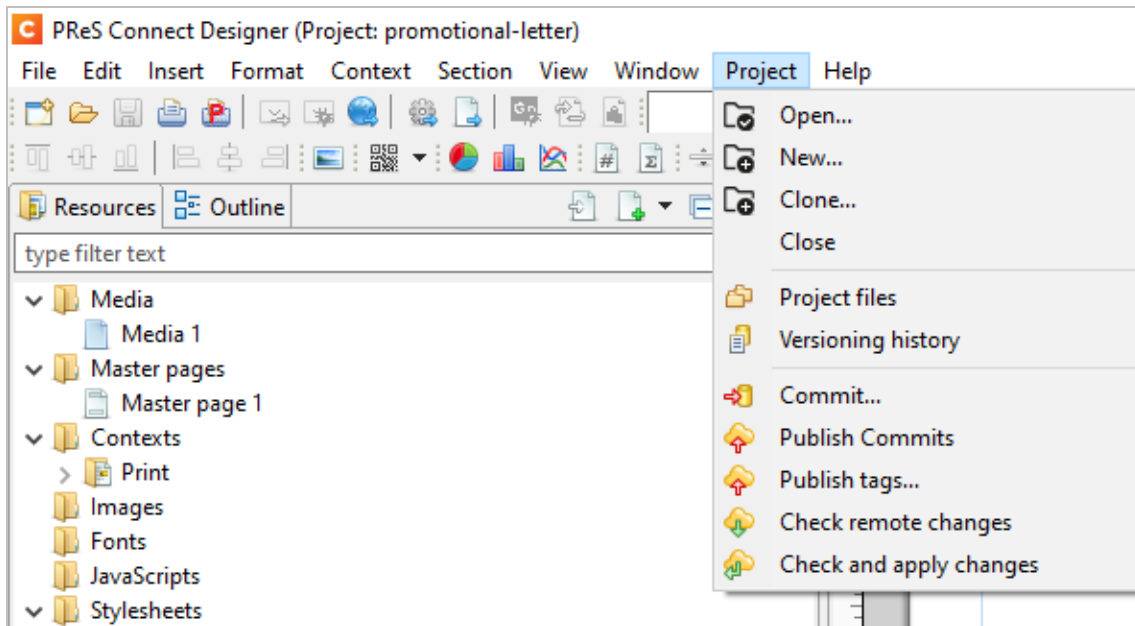 PReS Connect Designer (Project: promotional-letter)
File Edit Insert Format Context Section View Window Project Help
Open...
New...
Clone...
Close
Project files
Versioning history
Commit...
Publish Commits
Publish tags...
Check remote changes
Check and apply changes
Resources Outline
type filter text
Media
Media 1
Master pages
Master page 1
Contexts
Print
Images
Fonts
JavaScripts
Stylesheets